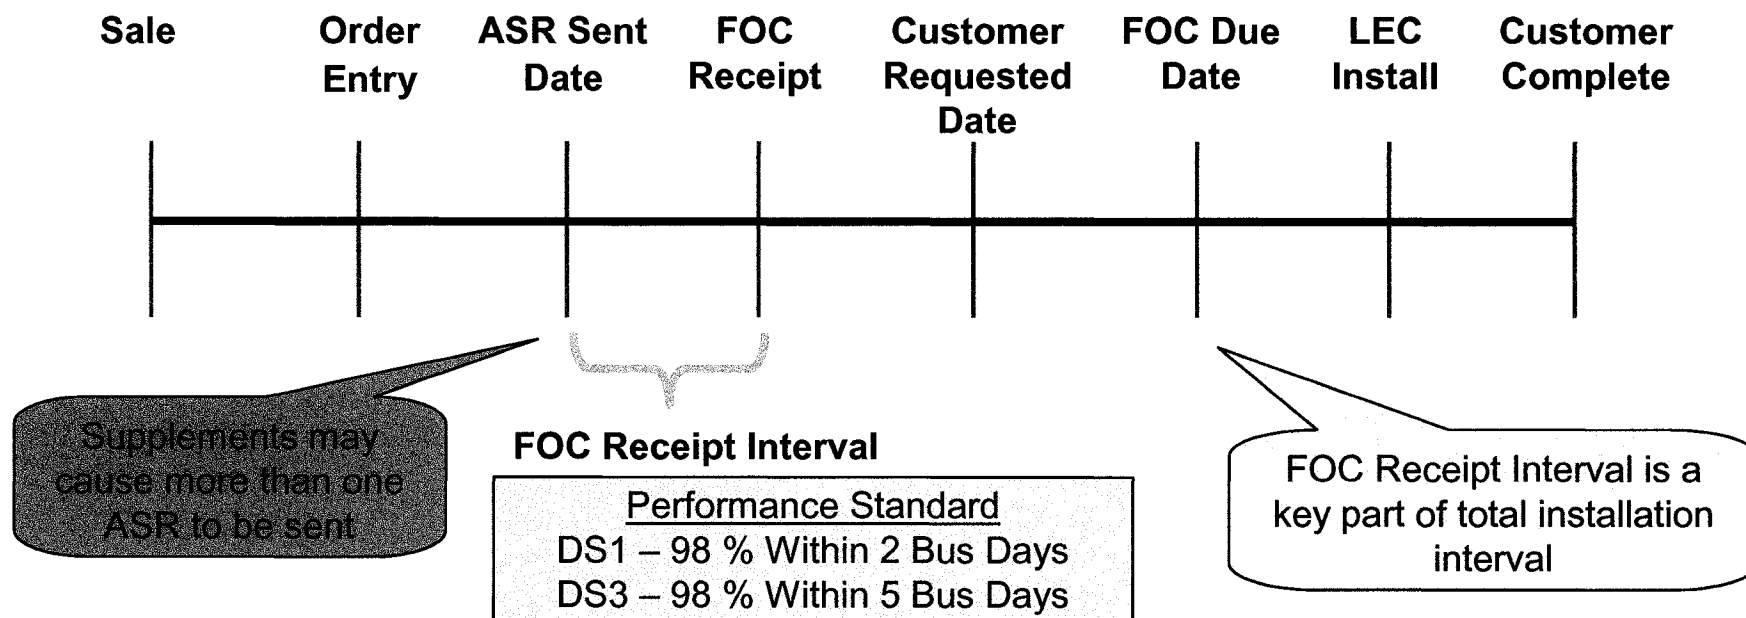 Sale
Order
Entry
ASR Sent
Date
FOC
Receipt
Customer
Requested
Date
FOC Due
Date
LEC
Install
Customer
Complete
Supplements may
cause more than one
ASR to be sent
FOC Receipt Interval
Performance Standard
DS1 – 98 % Within 2 Bus Days
DS3 – 98 % Within 5 Bus Days
FOC Receipt Interval is a
key part of total installation
interval